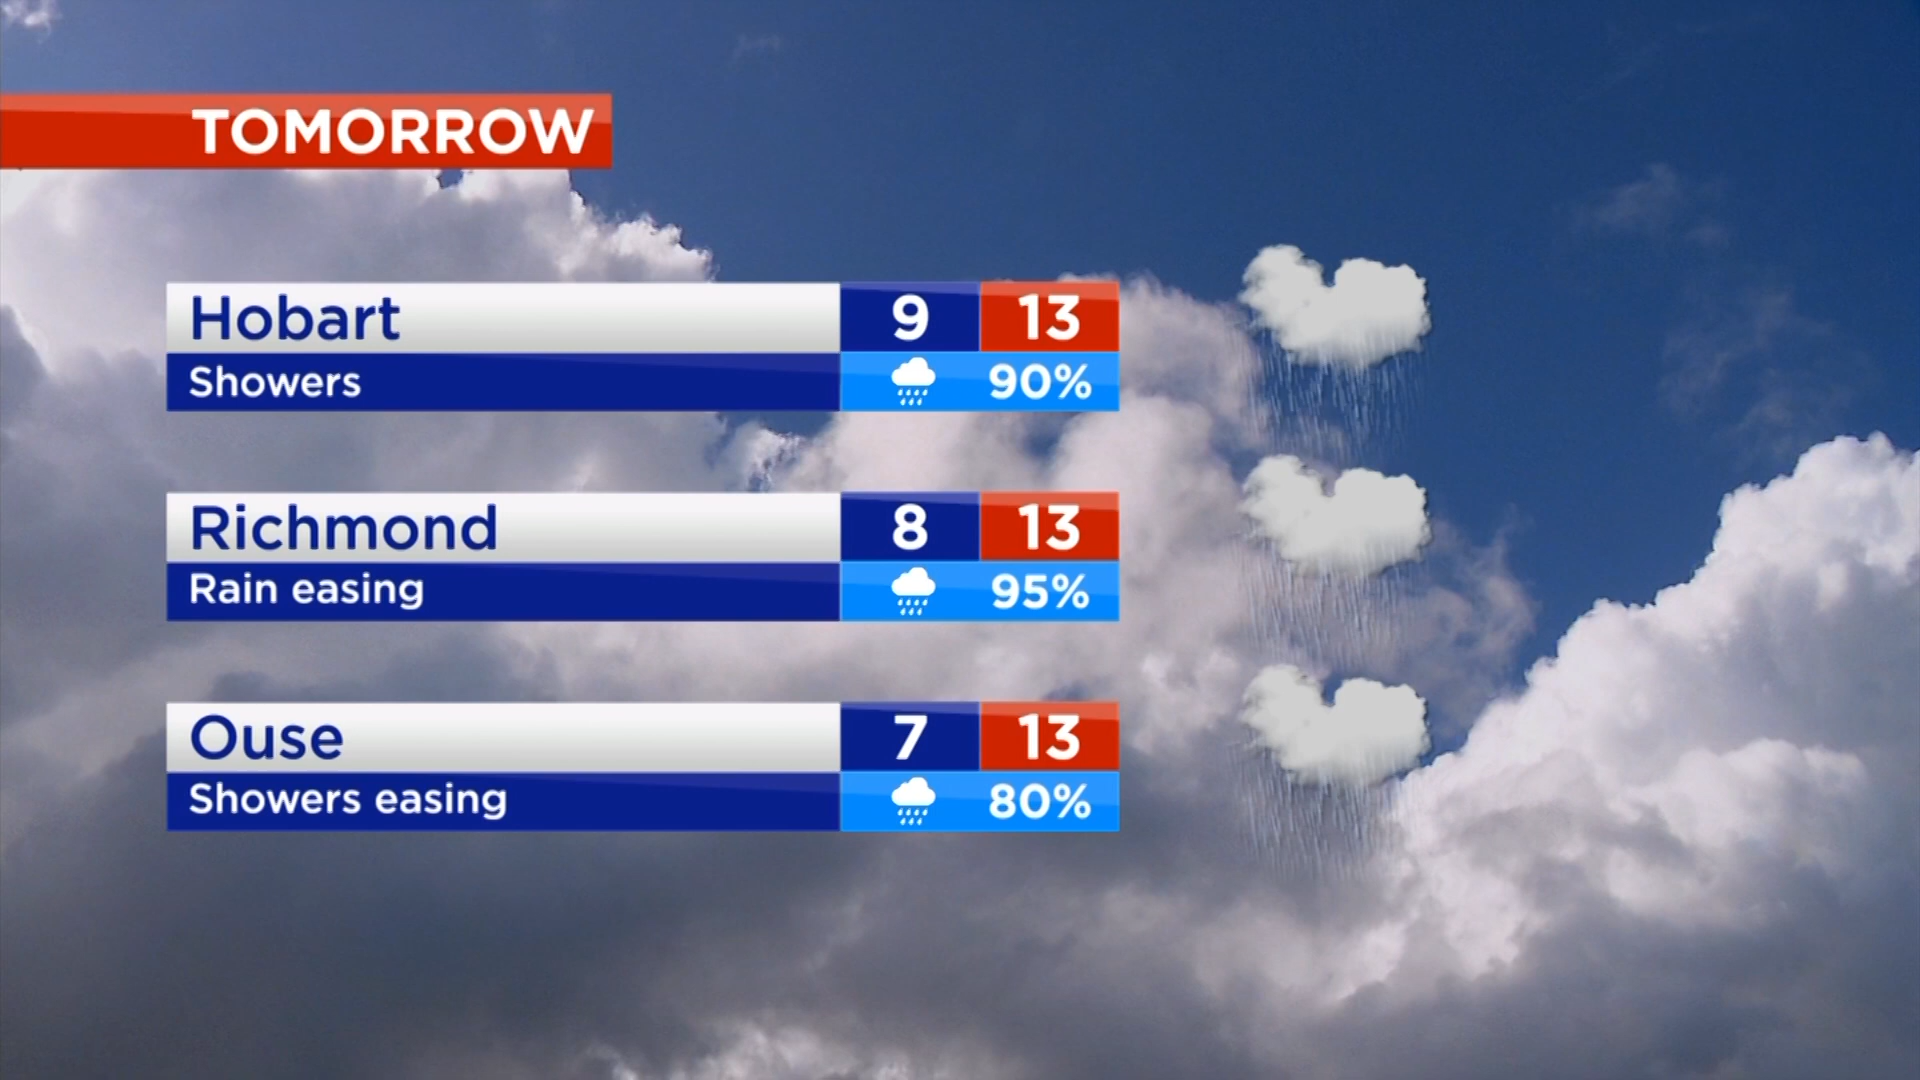 TOMORROW
Hobart 9 13
Showers 90%
Richmond 8 13
Rain easing 95%
Ouse 7 13
Showers easing 80%